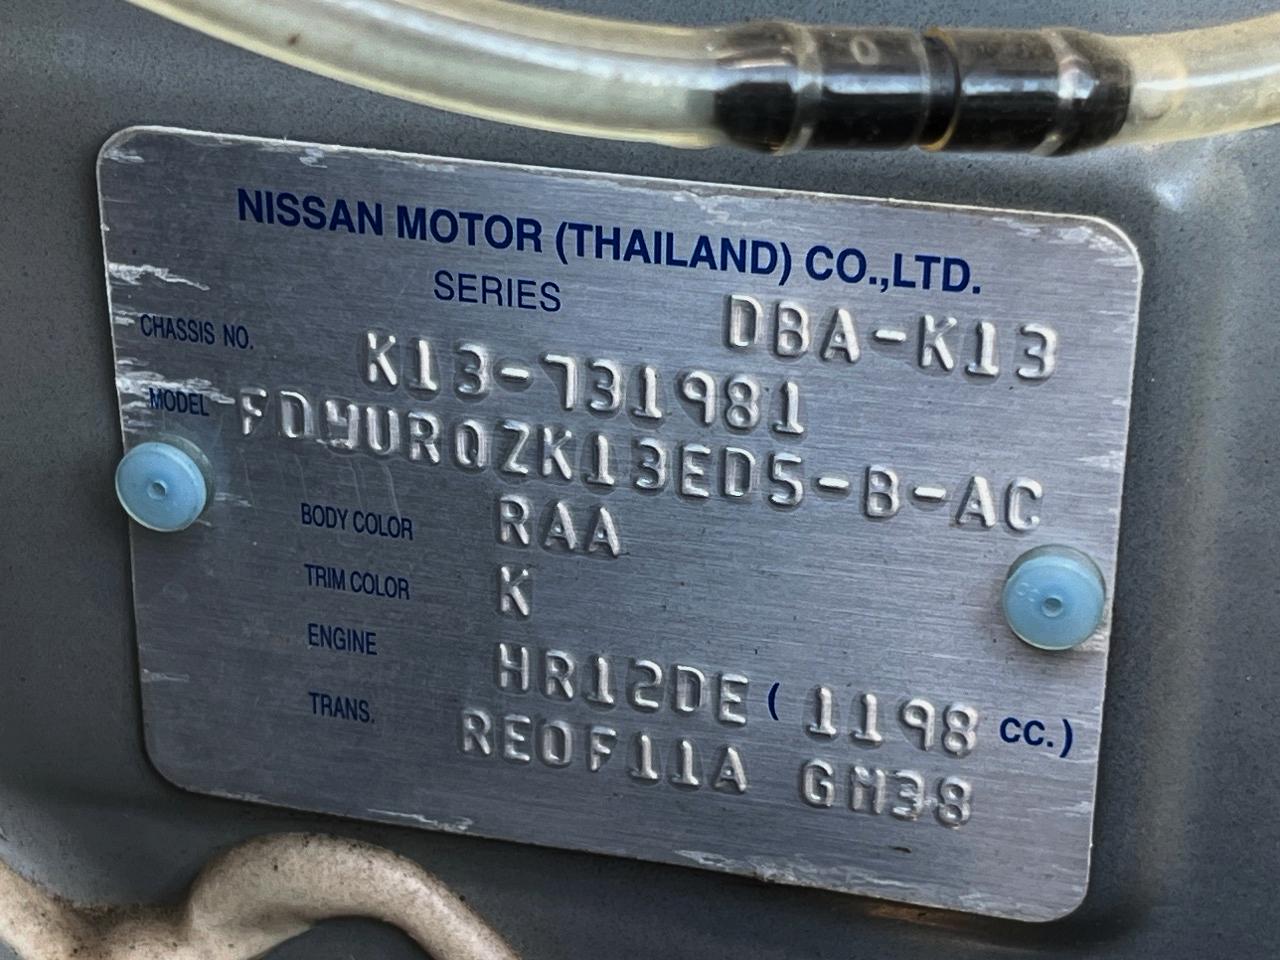 NISSAN MOTOR (THAILAND) CO.,LTD.
SERIES DBA-K13
CHASSIS NO. K13-731981
MODEL FDWURQZK13EDS-B-AC
BODY COLOR RAA
TRIM COLOR K
ENGINE HR12DE ( 1198 CC.)
TRANS. RE0F11A GM38